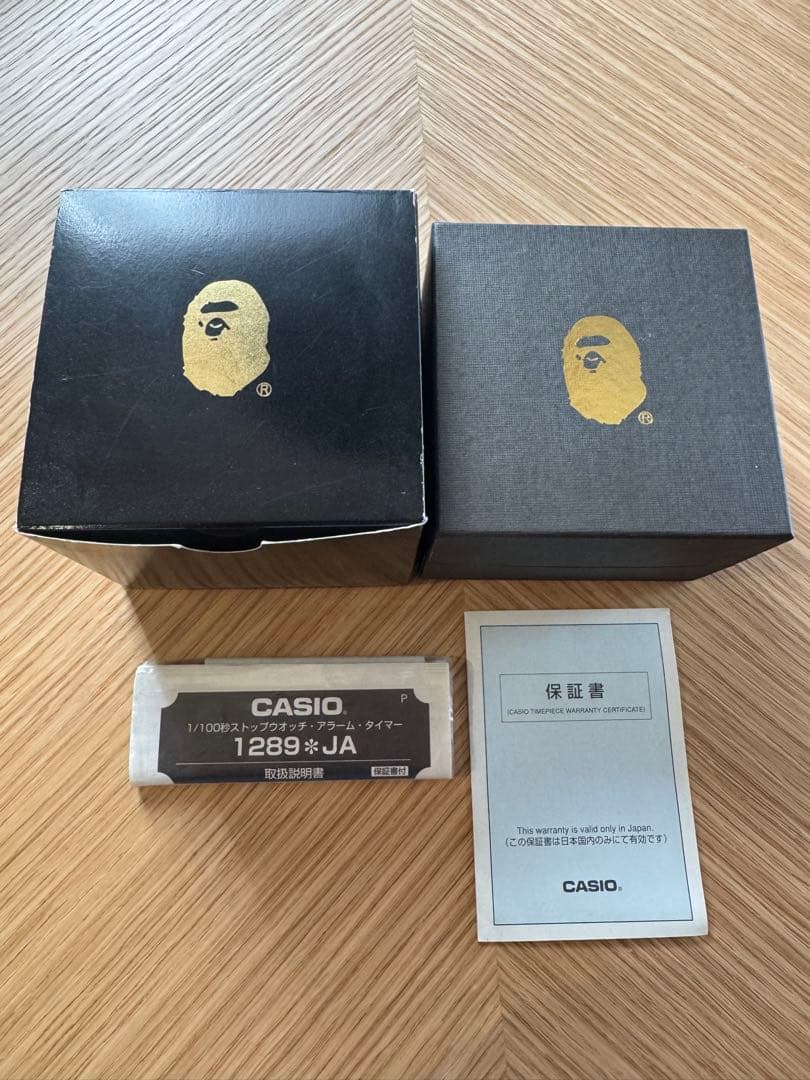 ®
®
CASIO®
P
1/100秒ストップウオッチ・アラーム・タイマー
1289✽JA
取扱説明書
保証書付
保証書
(CASIO TIMEPIECE WARRANTY CERTIFICATE)
This warranty is valid only in Japan.
(この保証書は日本国内のみにて有効です)
CASIO®